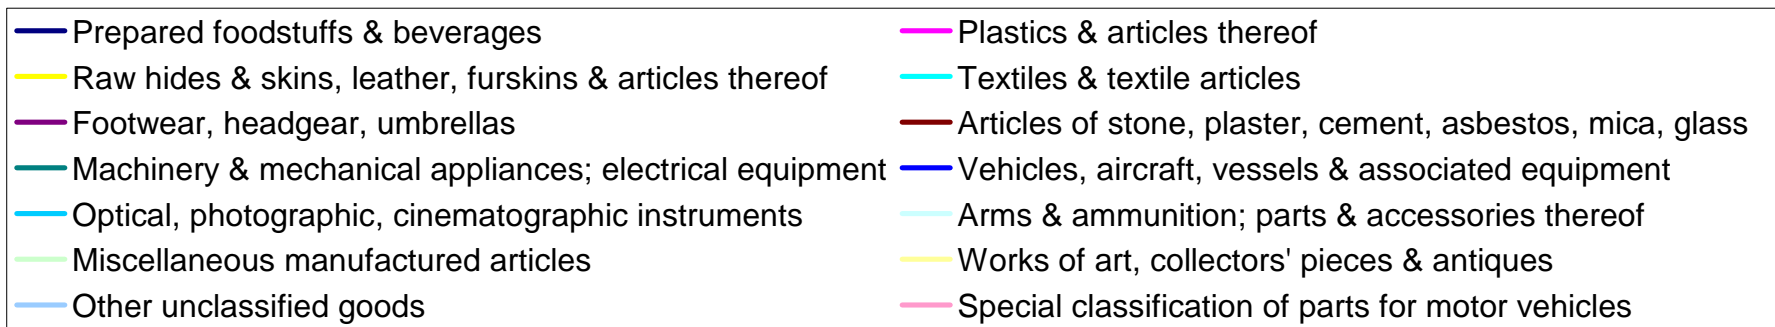 Prepared foodstuffs & beverages
Plastics & articles thereof
Raw hides & skins, leather, furskins & articles thereof
Textiles & textile articles
Footwear, headgear, umbrellas
Articles of stone, plaster, cement, asbestos, mica, glass
Machinery & mechanical appliances; electrical equipment
Vehicles, aircraft, vessels & associated equipment
Optical, photographic, cinematographic instruments
Arms & ammunition; parts & accessories thereof
Miscellaneous manufactured articles
Works of art, collectors' pieces & antiques
Other unclassified goods
Special classification of parts for motor vehicles